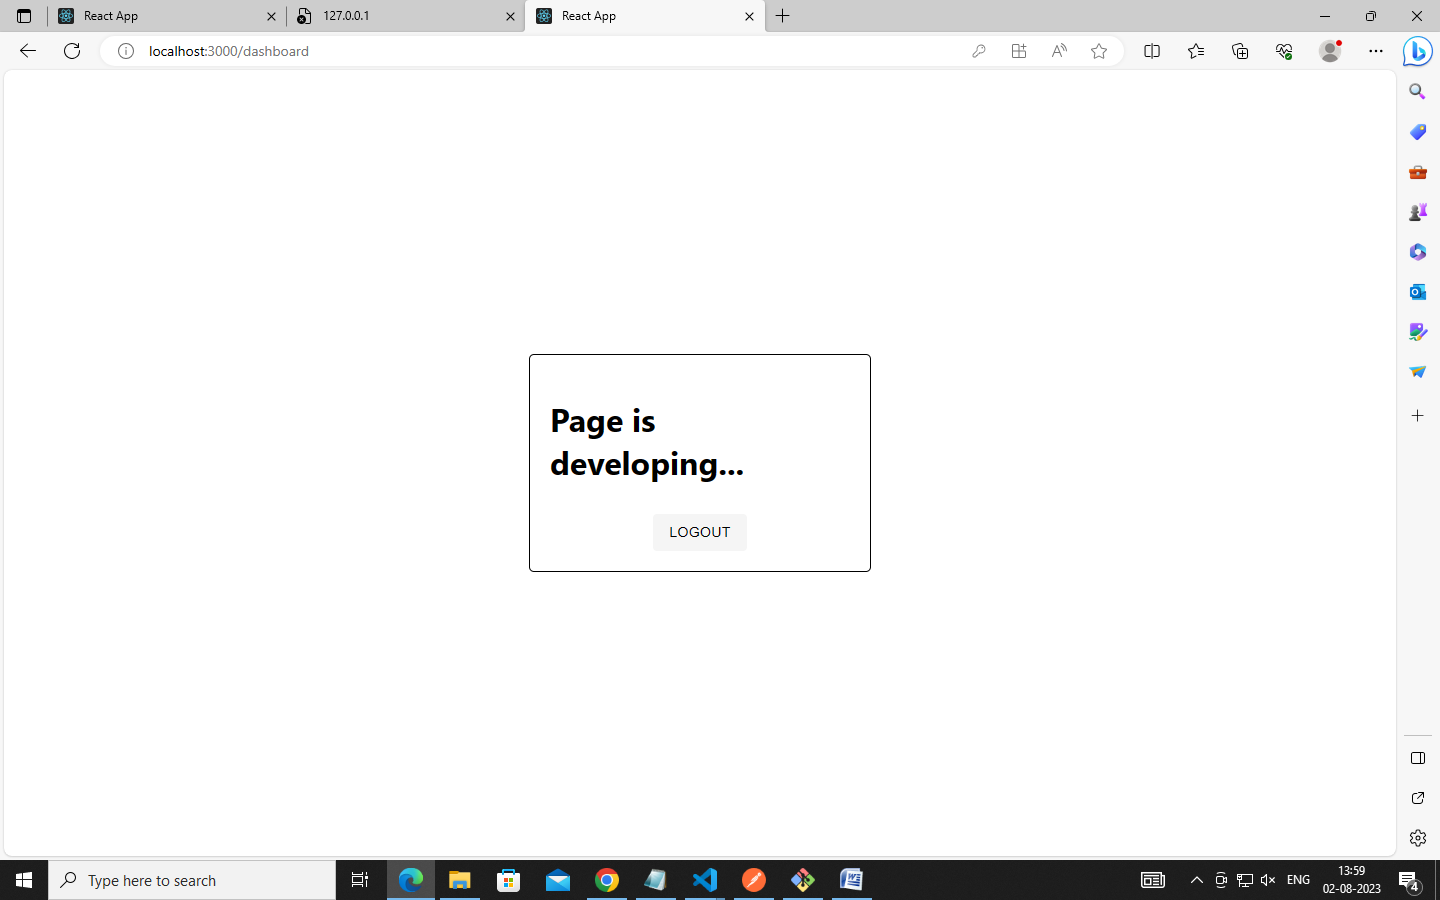 React App
127.0.0.1
React App
localhost:3000/dashboard
Page is
developing...
LOGOUT
Type here to search
ENG
13:59
02-08-2023
4